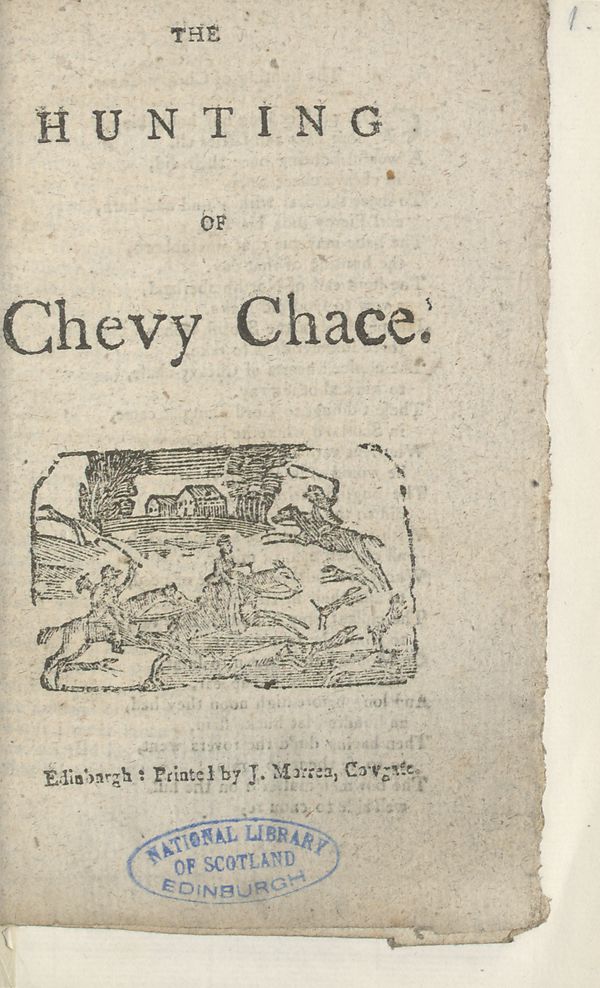 1.
THE
HUNTING
OF
Chevy Chace.
Edinburgh: Printed by J. Morren, Cowgate.
NATIONAL LIBRARY
OF SCOTLAND
EDINBURGH